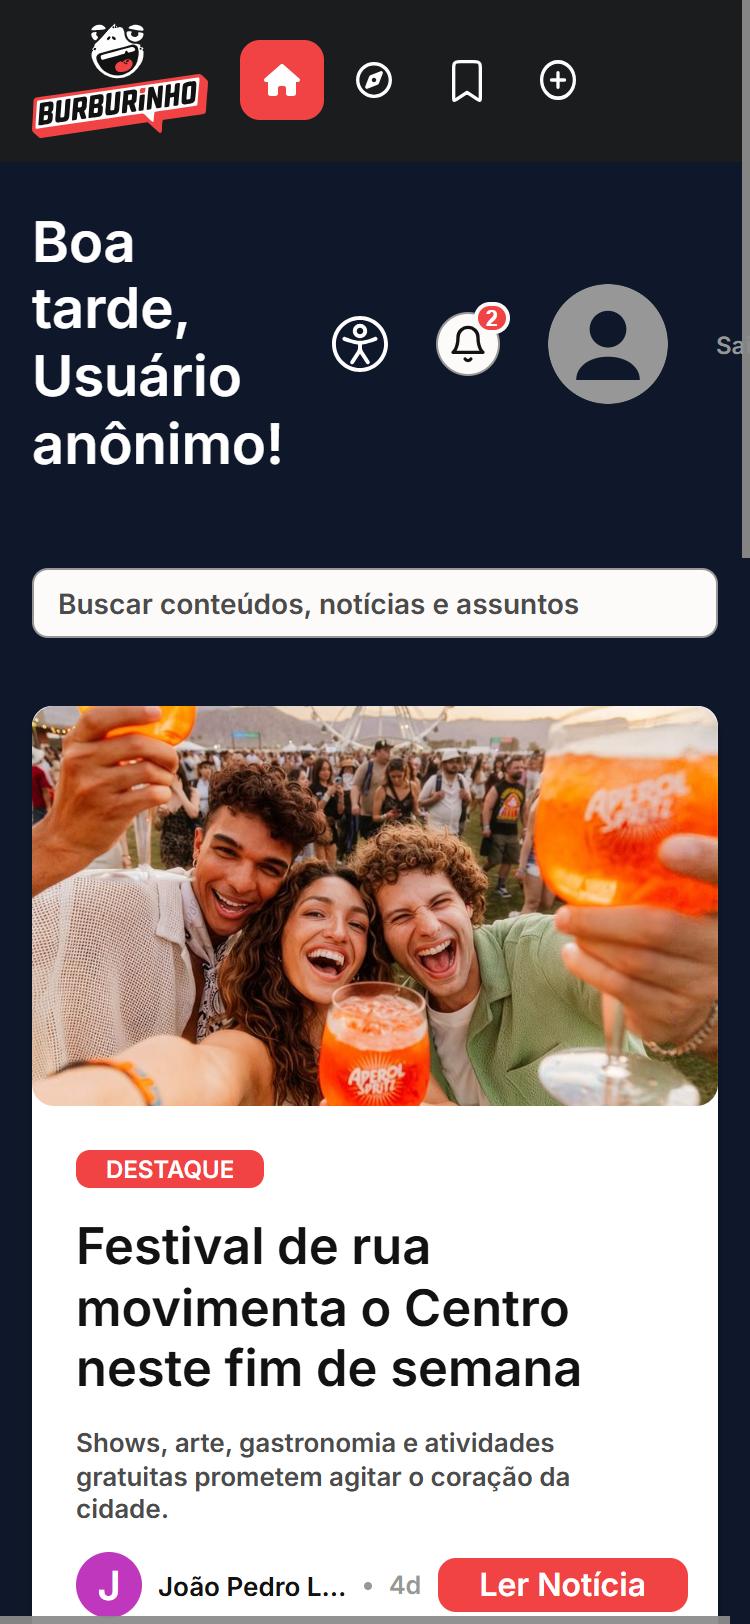 BURBURiNHO
Boa
tarde,
Usuário
anônimo!
2
Sai
Buscar conteúdos, notícias e assuntos
APEROL
SPRITZ
APEROL
SPRITZ
DESTAQUE
Festival de rua
movimenta o Centro
neste fim de semana
Shows, arte, gastronomia e atividades
gratuitas prometem agitar o coração da
cidade.
J
João Pedro L...
• 4d
Ler Notícia